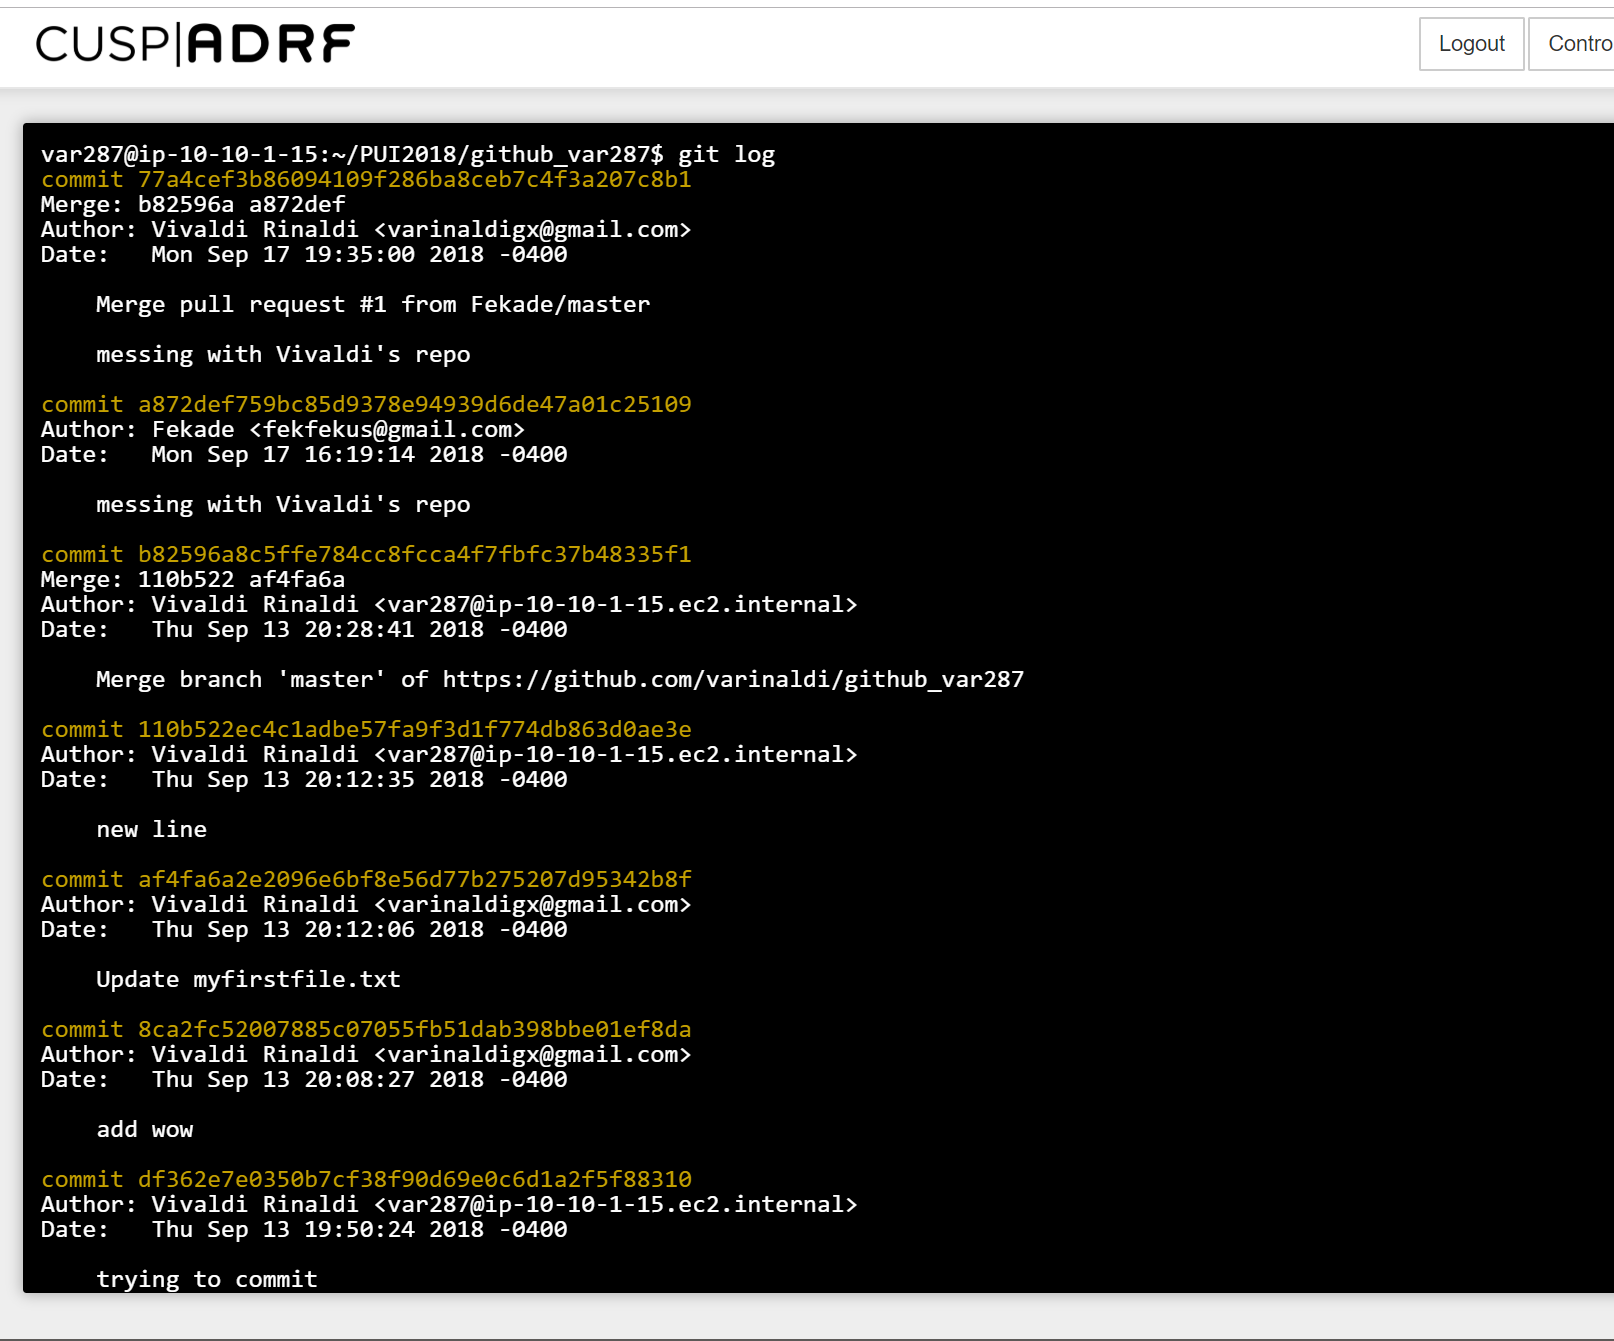 CUSP|ADRF
Logout
Contro
var287@ip-10-10-1-15:~/PUI2018/github_var287$ git log
commit 77a4cef3b86094109f286ba8ceb7c4f3a207c8b1
Merge: b82596a a872def
Author: Vivaldi Rinaldi <varinaldigx@gmail.com>
Date:   Mon Sep 17 19:35:00 2018 -0400
    Merge pull request #1 from Fekade/master
    messing with Vivaldi's repo
commit a872def759bc85d9378e94939d6de47a01c25109
Author: Fekade <fekfekus@gmail.com>
Date:   Mon Sep 17 16:19:14 2018 -0400
    messing with Vivaldi's repo
commit b82596a8c5ffe784cc8fcca4f7fbfc37b48335f1
Merge: 110b522 af4fa6a
Author: Vivaldi Rinaldi <var287@ip-10-10-1-15.ec2.internal>
Date:   Thu Sep 13 20:28:41 2018 -0400
    Merge branch 'master' of https://github.com/varinaldi/github_var287
commit 110b522ec4c1adbe57fa9f3d1f774db863d0ae3e
Author: Vivaldi Rinaldi <var287@ip-10-10-1-15.ec2.internal>
Date:   Thu Sep 13 20:12:35 2018 -0400
    new line
commit af4fa6a2e2096e6bf8e56d77b275207d95342b8f
Author: Vivaldi Rinaldi <varinaldigx@gmail.com>
Date:   Thu Sep 13 20:12:06 2018 -0400
    Update myfirstfile.txt
commit 8ca2fc52007885c07055fb51dab398bbe01ef8da
Author: Vivaldi Rinaldi <varinaldigx@gmail.com>
Date:   Thu Sep 13 20:08:27 2018 -0400
    add wow
commit df362e7e0350b7cf38f90d69e0c6d1a2f5f88310
Author: Vivaldi Rinaldi <var287@ip-10-10-1-15.ec2.internal>
Date:   Thu Sep 13 19:50:24 2018 -0400
    trying to commit